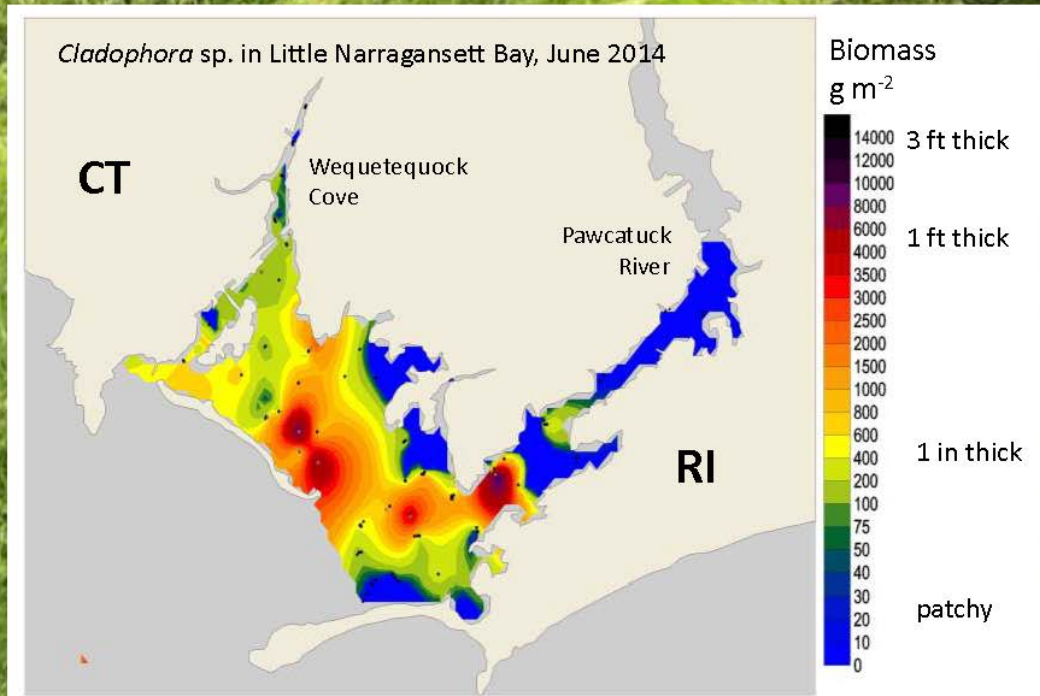 Cladophora sp. in Little Narragansett Bay, June 2014
CT
Wequetequock
Cove
Pawcatuck
River
RI
Biomass
g m-2
14000
12000
10000
8000
6000
4000
3500
3000
2500
2000
1500
1000
800
600
400
200
100
75
50
40
30
20
10
0
3 ft thick
1 ft thick
1 in thick
patchy